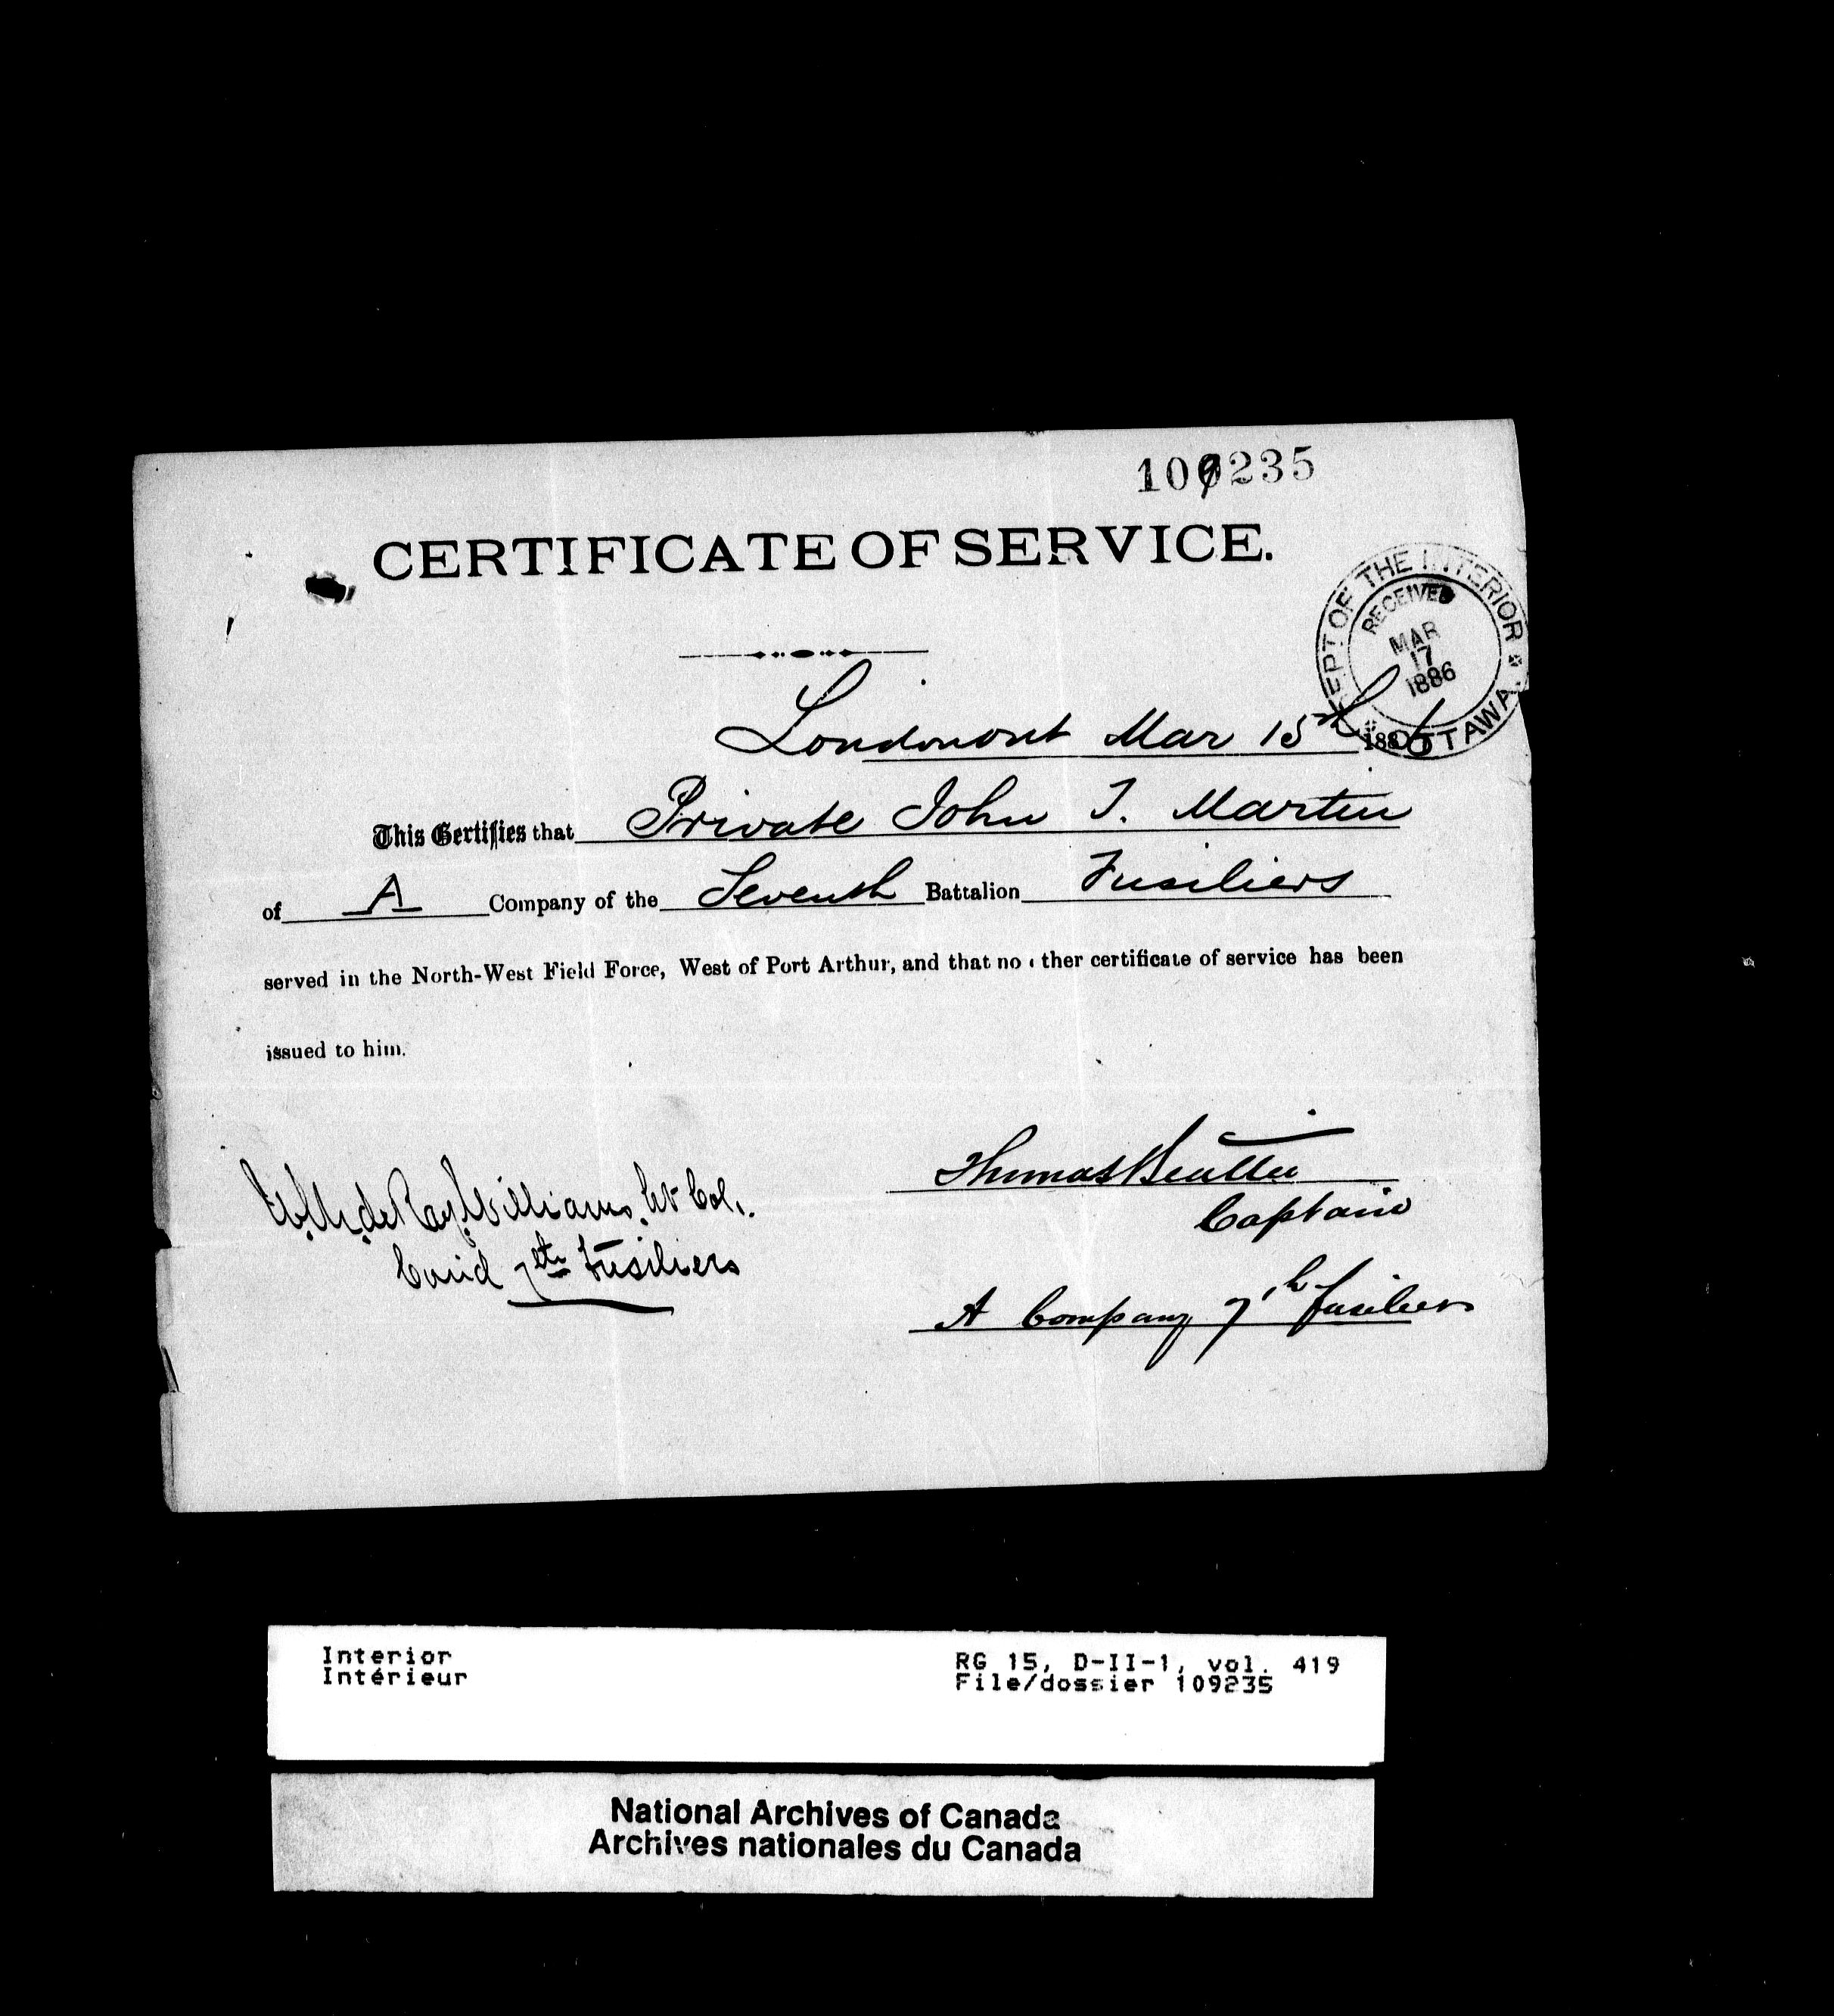 109235
CERTIFICATE OF SERVICE.
DEPT OF THE INTERIOR
RECEIVED
MAR
17
1886
OTTAWA
London Ont Mar 15th 1886
This Certifies that Private John T. Martin
of A Company of the Seventh Battalion Fusiliers
served in the North-West Field Force, West of Port Arthur, and that no other certificate of service has been
issued to him.
Thomas Beattie
Captain
Williams, Lt Col.
Comd 7th Fusiliers
A Company 7th Fusiliers
Interior
Intérieur
RG 15, D-II-1, vol. 419
File/dossier 109235
National Archives of Canada
Archives nationales du Canada